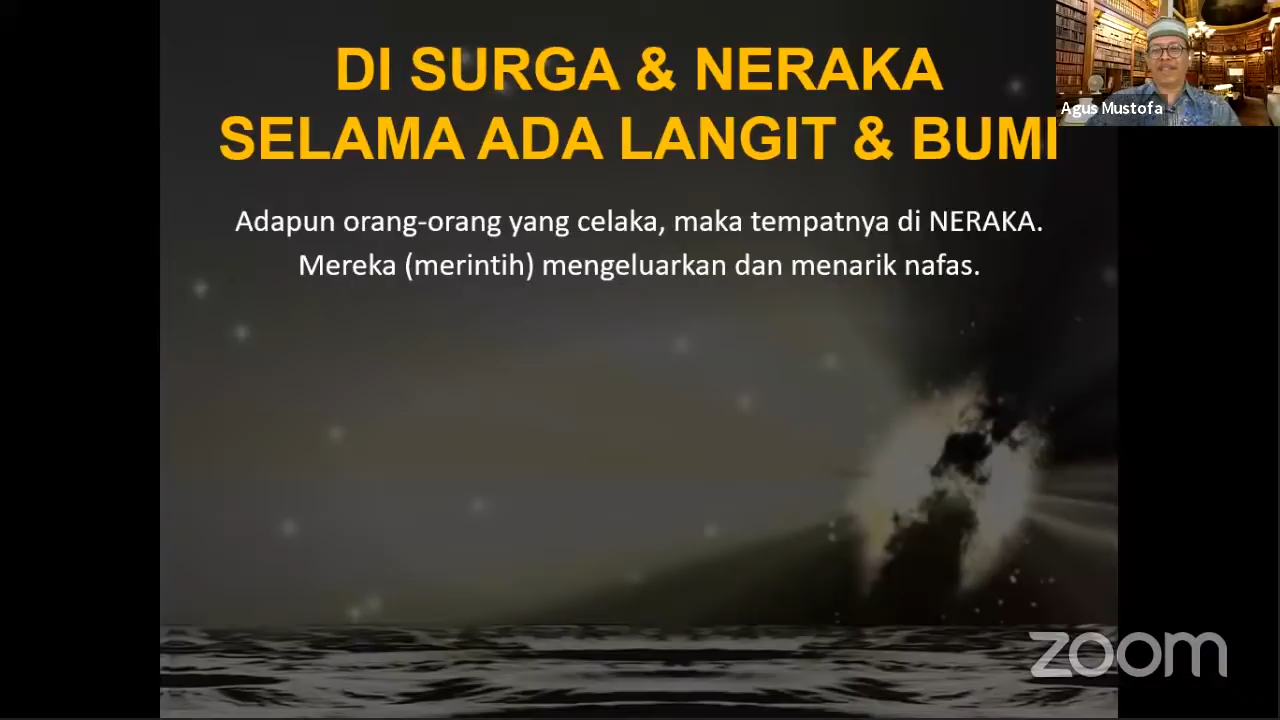 DI SURGA & NERAKA
SELAMA ADA LANGIT & BUMI
Agus Mustofa
Adapun orang-orang yang celaka, maka tempatnya di NERAKA.
Mereka (merintih) mengeluarkan dan menarik nafas.
zoom